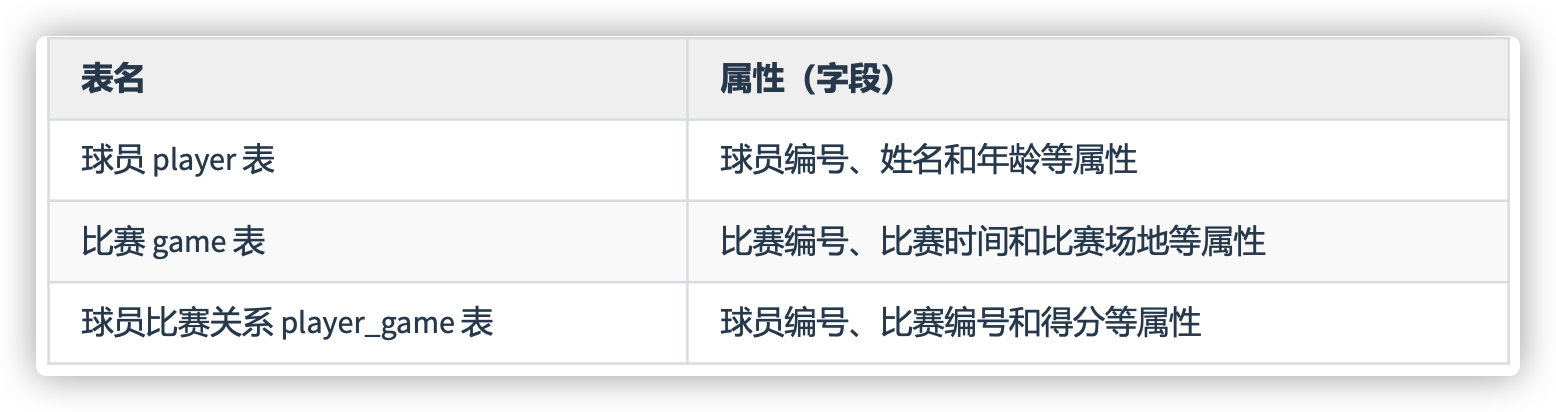 表名 属性（字段）
球员 player 表 球员编号、姓名和年龄等属性
比赛 game 表 比赛编号、比赛时间和比赛场地等属性
球员比赛关系 player_game 表 球员编号、比赛编号和得分等属性